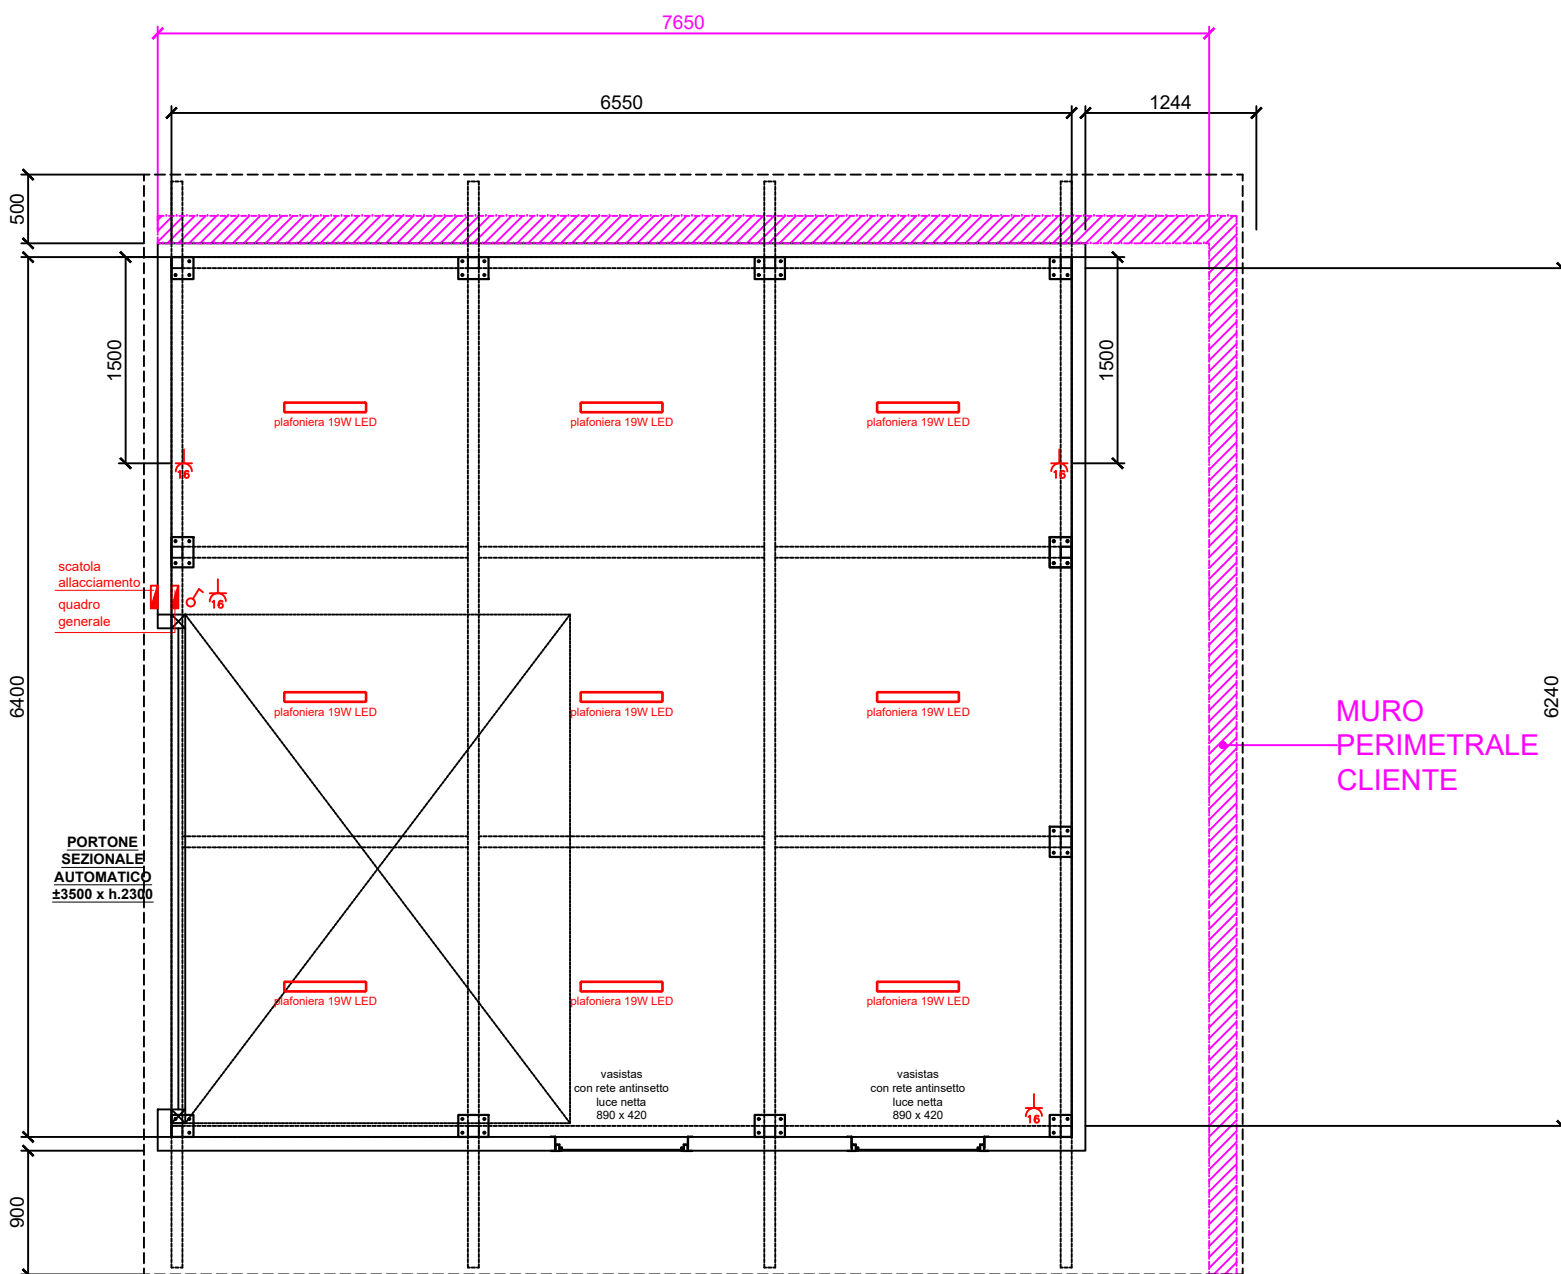 7650
6550
1244
500
1500
1500
plafoniera 19W LED
plafoniera 19W LED
plafoniera 19W LED
16
16
scatola
allacciamento
quadro
generale
16
6400
6240
plafoniera 19W LED
plafoniera 19W LED
plafoniera 19W LED
MURO
PERIMETRALE
CLIENTE
PORTONE
SEZIONALE
AUTOMATICO
±3500 x h.2300
plafoniera 19W LED
plafoniera 19W LED
plafoniera 19W LED
vasistas
con rete antinsetto
luce netta
890 x 420
vasistas
con rete antinsetto
luce netta
890 x 420
16
900